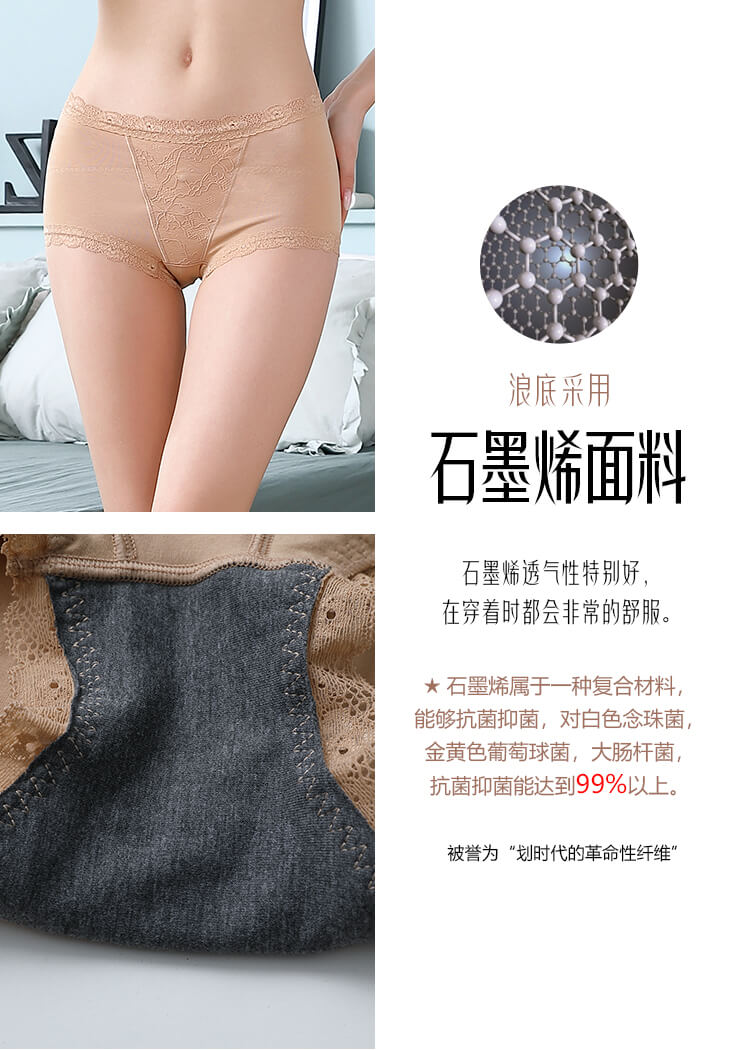 浪底采用
石墨烯面料
石墨烯透气性特别好，
在穿着时都会非常的舒服。
★ 石墨烯属于一种复合材料，
能够抗菌抑菌，对白色念珠菌，
金黄色葡萄球菌，大肠杆菌，
抗菌抑菌能达到99%以上。
被誉为“划时代的革命性纤维”